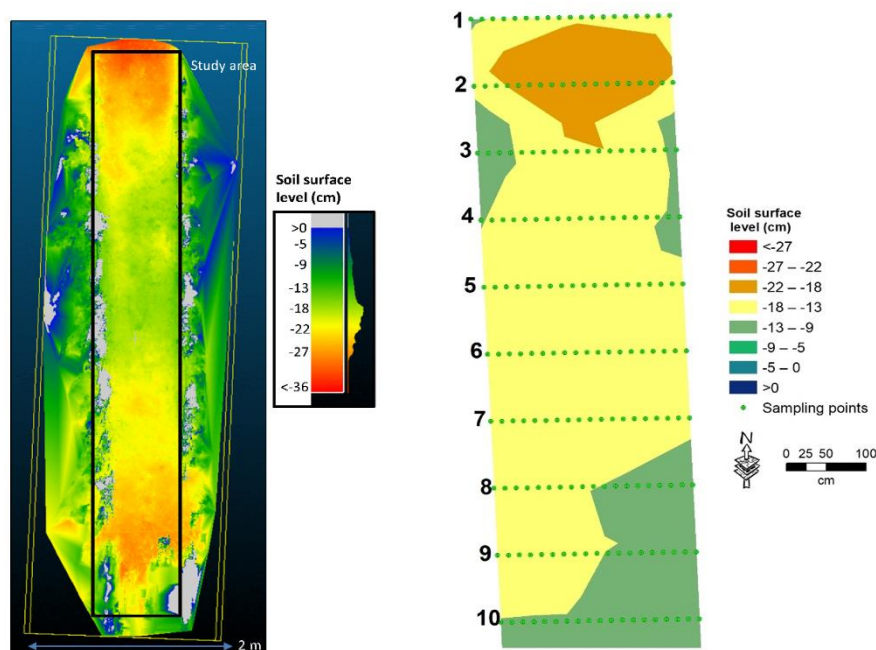 Study area
Soil surface
level (cm)
>0
-5
-9
-13
-18
-22
-27
<-36
2 m
1
2
3
4
5
6
7
8
9
10
Soil surface
level (cm)
<-27
-27 – -22
-22 – -18
-18 – -13
-13 – -9
-9 – -5
-5 – 0
>0
Sampling points
N
0 25 50 100
cm